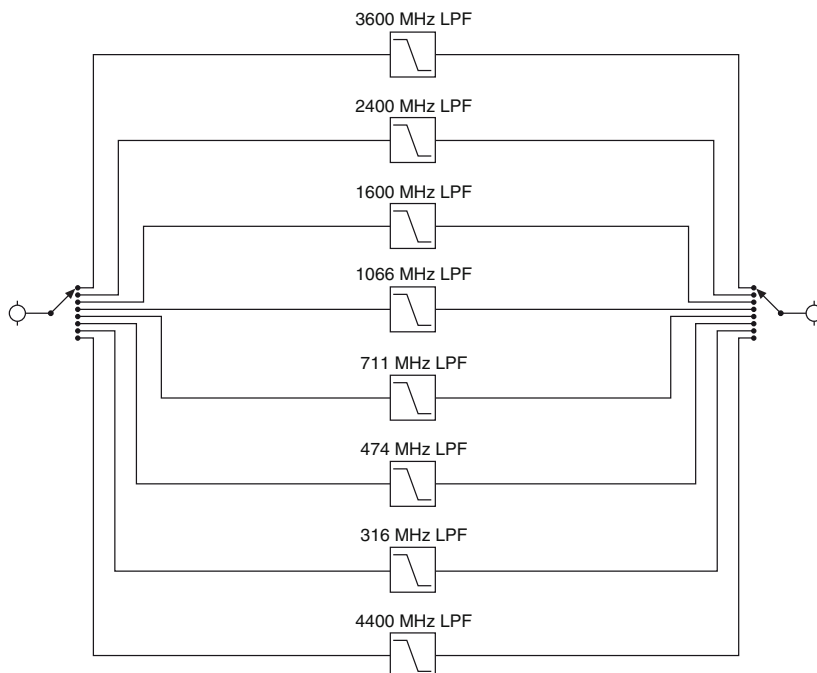 3600 MHz LPF
2400 MHz LPF
1600 MHz LPF
1066 MHz LPF
711 MHz LPF
474 MHz LPF
316 MHz LPF
4400 MHz LPF